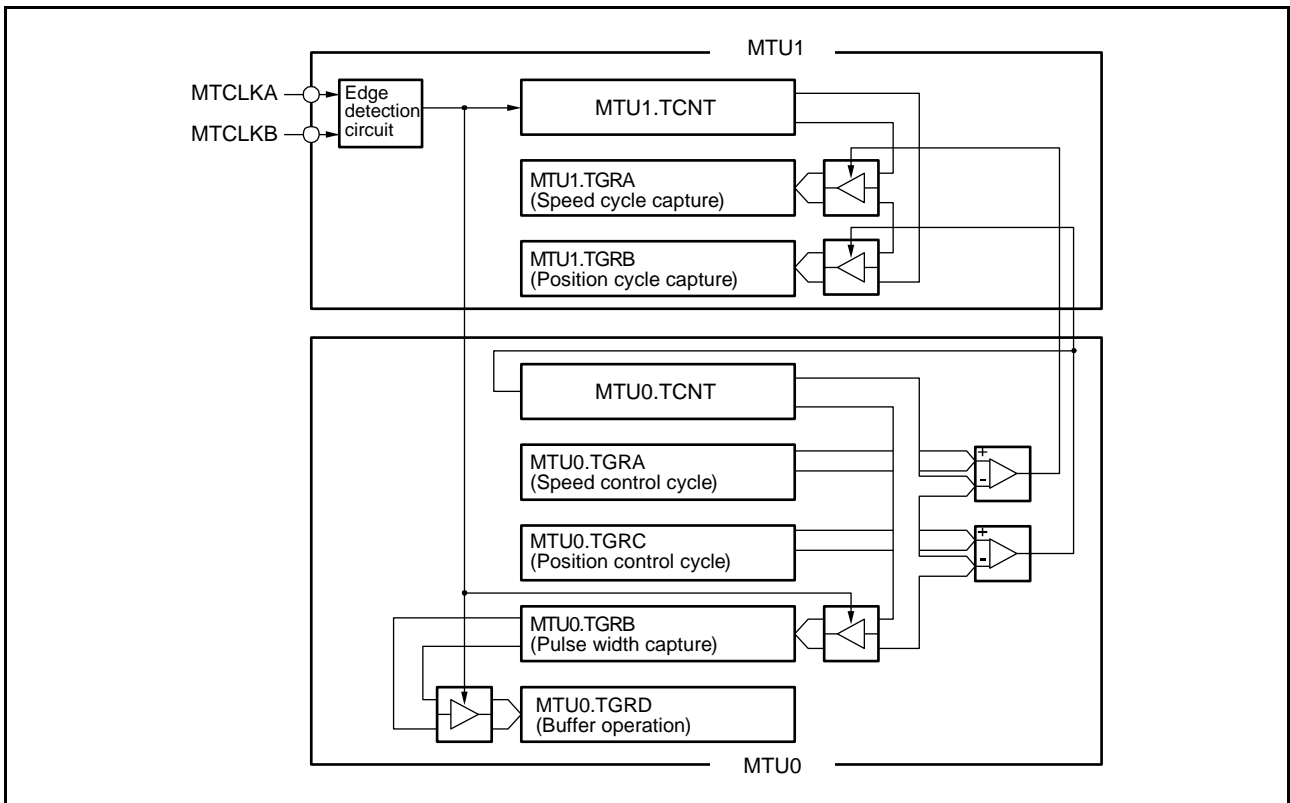 MTU1
MTCLKA
MTCLKB
Edge
detection
circuit
MTU1.TCNT
MTU1.TGRA
(Speed cycle capture)
MTU1.TGRB
(Position cycle capture)
MTU0.TCNT
MTU0.TGRA
(Speed control cycle)
+
-
MTU0.TGRC
(Position control cycle)
+
-
MTU0.TGRB
(Pulse width capture)
MTU0.TGRD
(Buffer operation)
MTU0